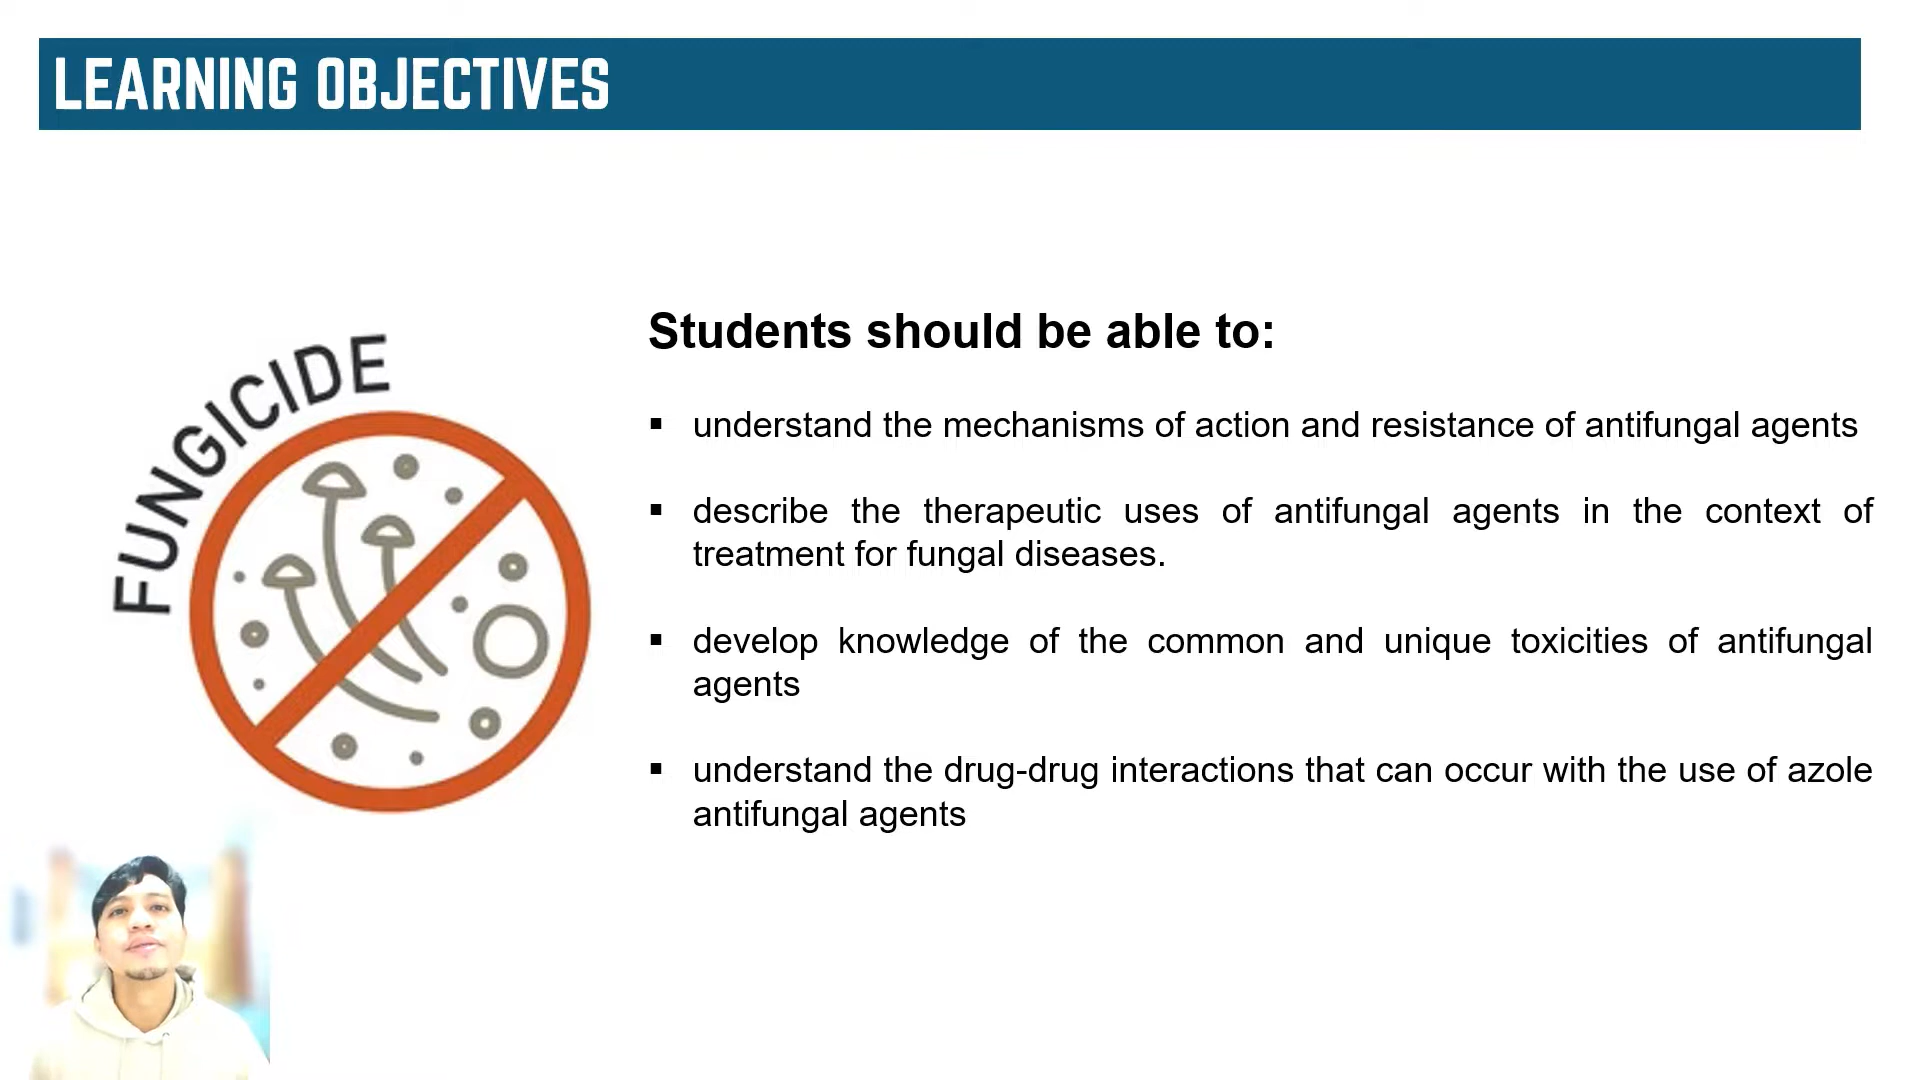 LEARNING OBJECTIVES
FUNGICIDE
Students should be able to:
▪ understand the mechanisms of action and resistance of antifungal agents
▪ describe the therapeutic uses of antifungal agents in the context of
treatment for fungal diseases.
▪ develop knowledge of the common and unique toxicities of antifungal
agents
▪ understand the drug-drug interactions that can occur with the use of azole
antifungal agents